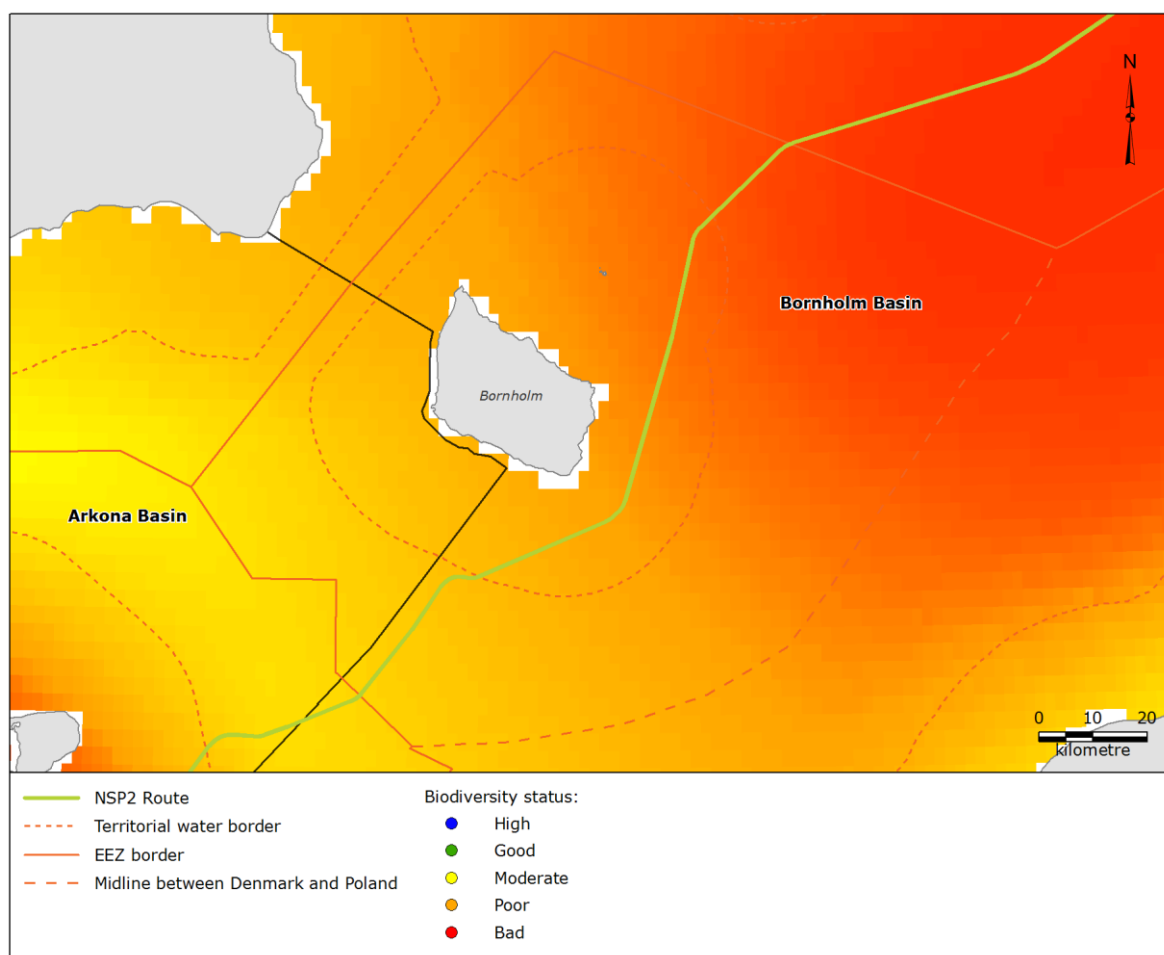 N
Bornholm Basin
Bornholm
Arkona Basin
0 10 20
kilometre
NSP2 Route
Territorial water border
EEZ border
Midline between Denmark and Poland
Biodiversity status:
High
Good
Moderate
Poor
Bad